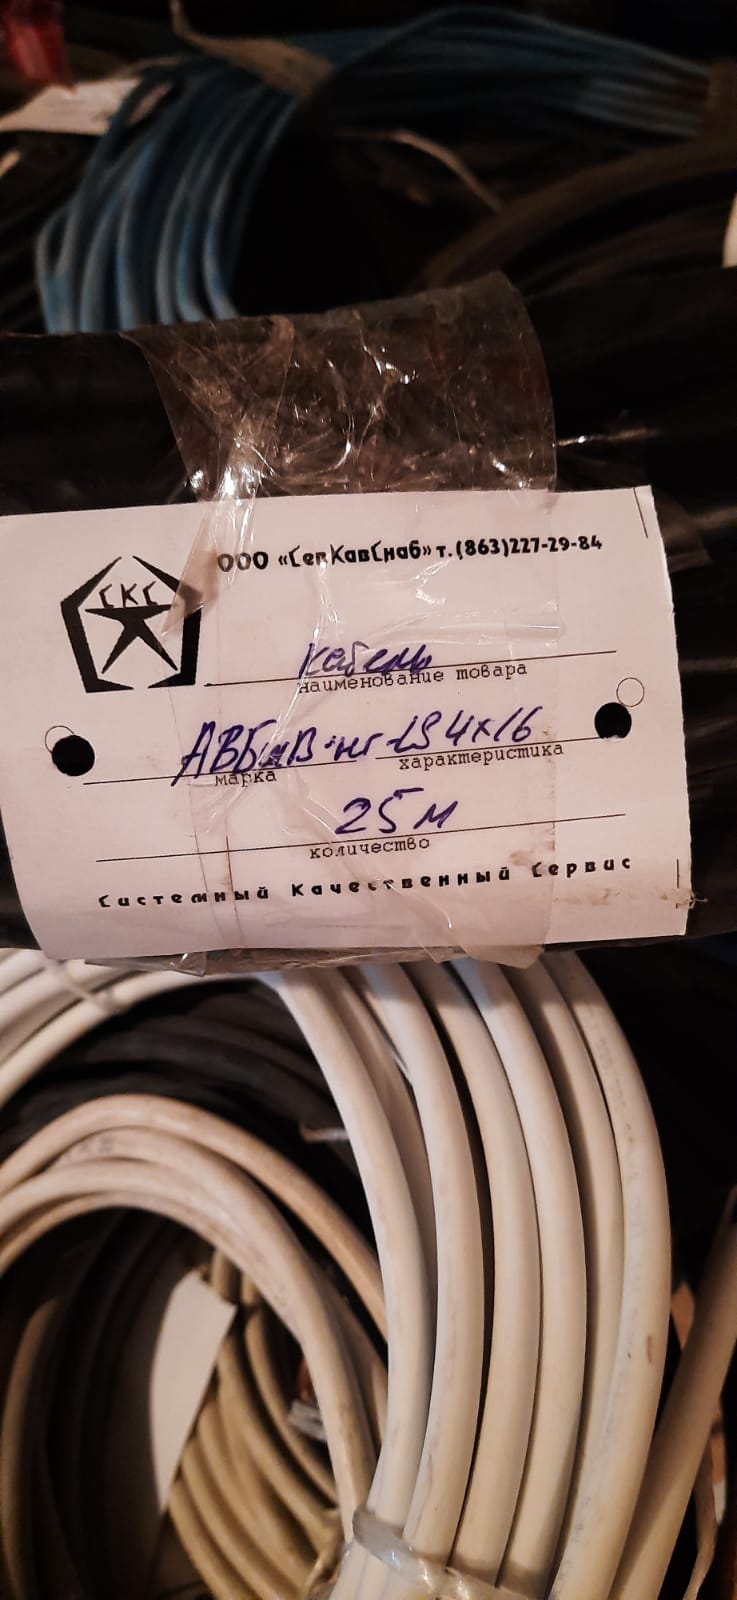 ООО «СевКавСнаб» т.(863)227-29-84
СКС
Кабель
наименование товара
АВБшВ-нг-LS 4х16
марка характеристика
25 м
количество
Системный Качественный Сервис